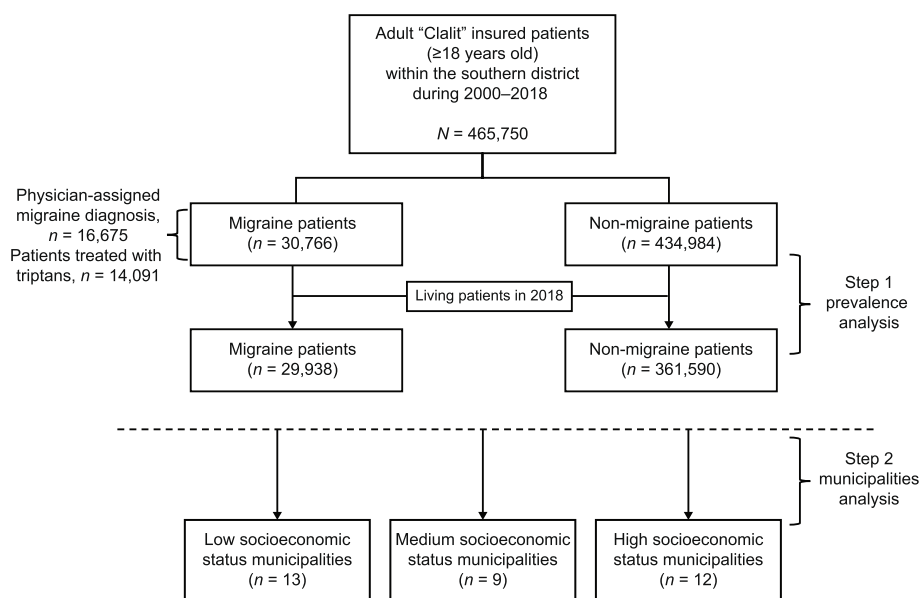 Adult “Clalit” insured patients
(≥18 years old)
within the southern district
during 2000–2018
N = 465,750
Physician-assigned
migraine diagnosis,
n = 16,675
Patients treated with
triptans, n = 14,091
Migraine patients
(n = 30,766)
Non-migraine patients
(n = 434,984)
Living patients in 2018
Step 1
prevalence
analysis
Migraine patients
(n = 29,938)
Non-migraine patients
(n = 361,590)
Step 2
municipalities
analysis
Low socioeconomic
status municipalities
(n = 13)
Medium socioeconomic
status municipalities
(n = 9)
High socioeconomic
status municipalities
(n = 12)